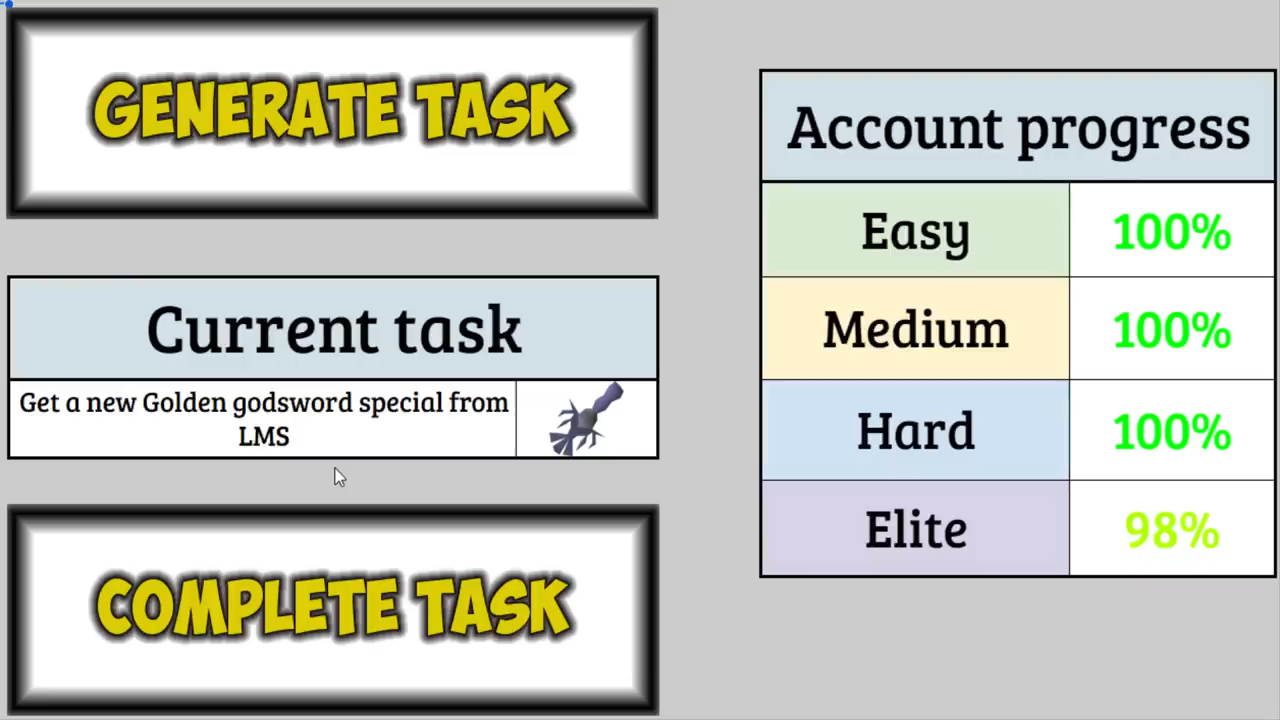 GENERATE TASK
Current task
Get a new Golden godsword special from
LMS
COMPLETE TASK
Account progress
Easy 100%
Medium 100%
Hard 100%
Elite 98%